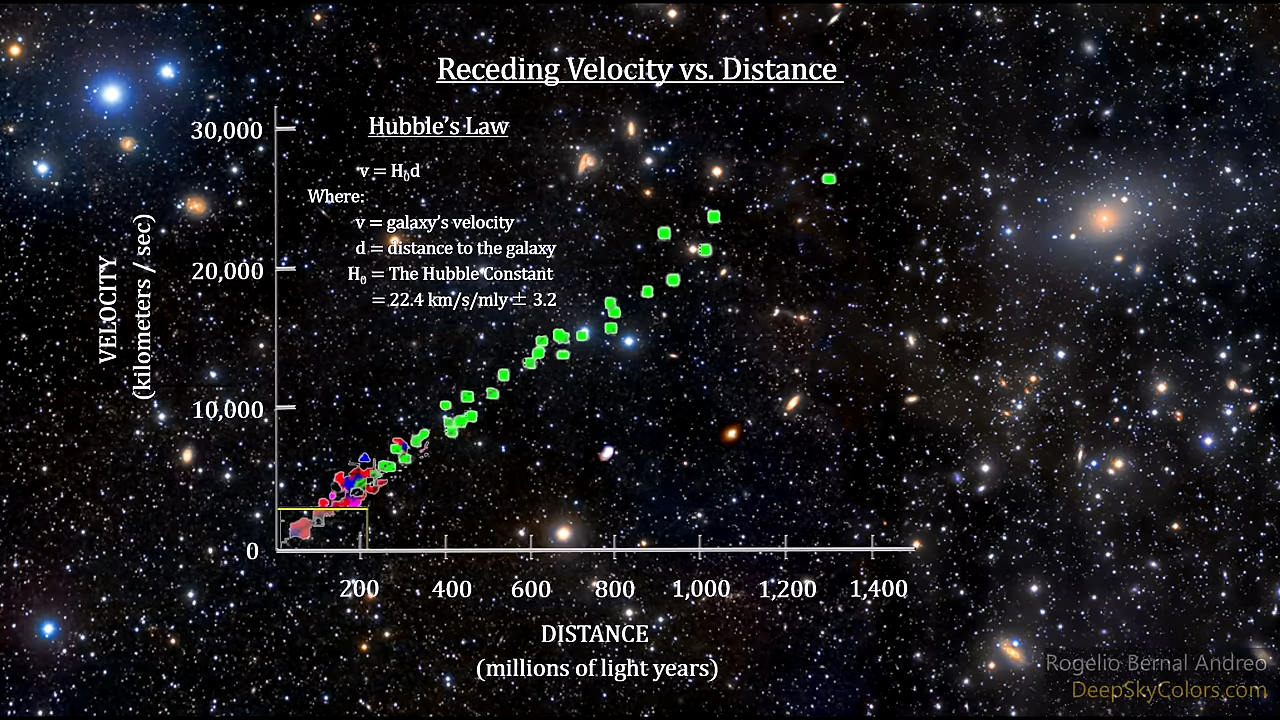 Receding Velocity vs. Distance
Hubble's Law
v = H₀d
Where:
v = galaxy's velocity
d = distance to the galaxy
H₀ = The Hubble Constant
= 22.4 km/s/mly ± 3.2
30,000
20,000
10,000
0
VELOCITY
(kilometers / sec)
200 400 600 800 1,000 1,200 1,400
DISTANCE
(millions of light years)
Rogelio Bernal Andreo
DeepSkyColors.com